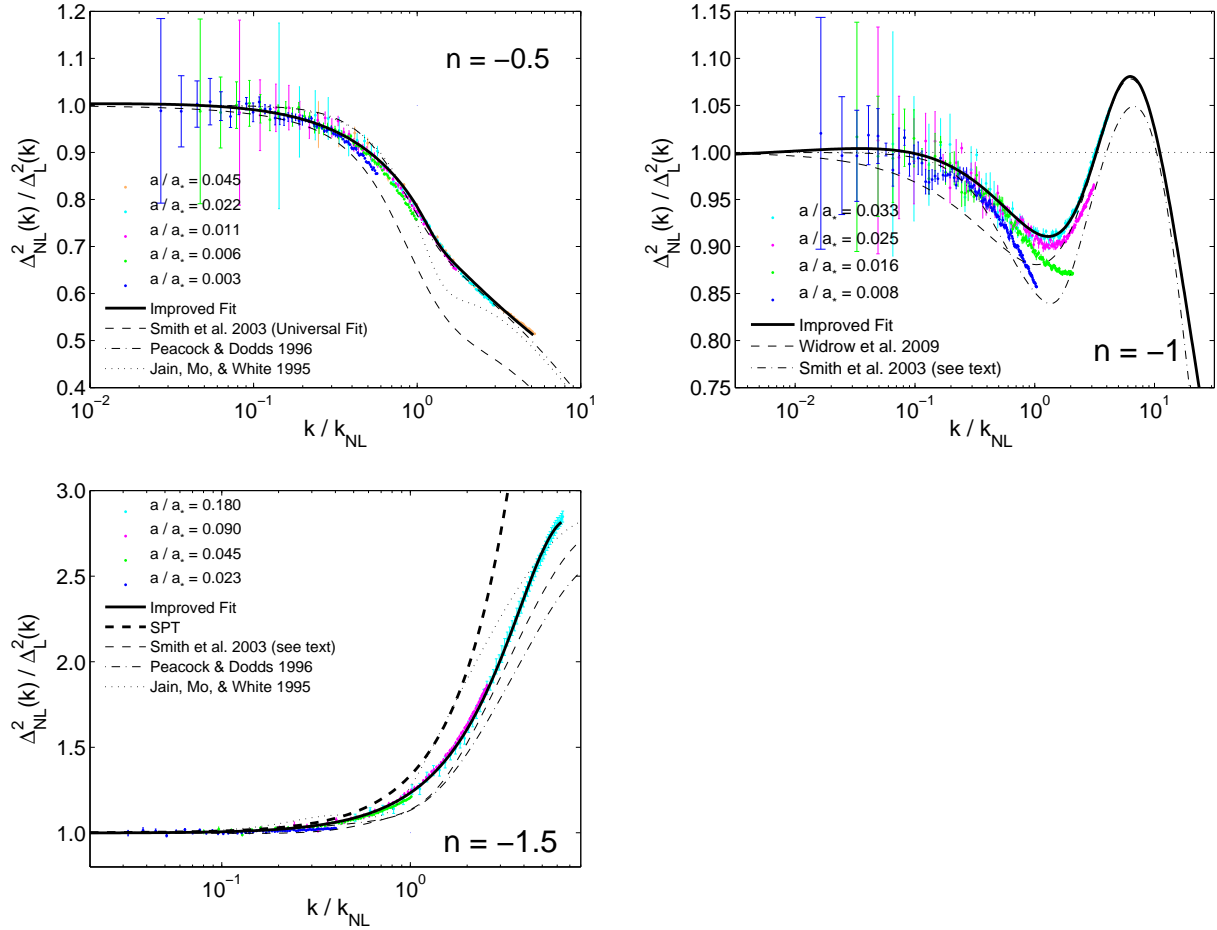 1.2
1.1
1.0
0.9
0.8
0.7
0.6
0.5
0.4
Δ²NL(k) / Δ²L(k)
n = −0.5
a / a* = 0.045
a / a* = 0.022
a / a* = 0.011
a / a* = 0.006
a / a* = 0.003
Improved Fit
Smith et al. 2003 (Universal Fit)
Peacock & Dodds 1996
Jain, Mo, & White 1995
10⁻² 10⁻¹ 10⁰ 10¹
k / kNL
1.15
1.10
1.05
1.00
0.95
0.90
0.85
0.80
0.75
Δ²NL(k) / Δ²L(k)
a / a* = 0.033
a / a* = 0.025
a / a* = 0.016
a / a* = 0.008
Improved Fit
Widrow et al. 2009
Smith et al. 2003 (see text)
n = −1
10⁻² 10⁻¹ 10⁰ 10¹
k / kNL
3.0
2.5
2.0
1.5
1.0
Δ²NL(k) / Δ²L(k)
a / a* = 0.180
a / a* = 0.090
a / a* = 0.045
a / a* = 0.023
Improved Fit
SPT
Smith et al. 2003 (see text)
Peacock & Dodds 1996
Jain, Mo, & White 1995
n = −1.5
10⁻¹ 10⁰
k / kNL